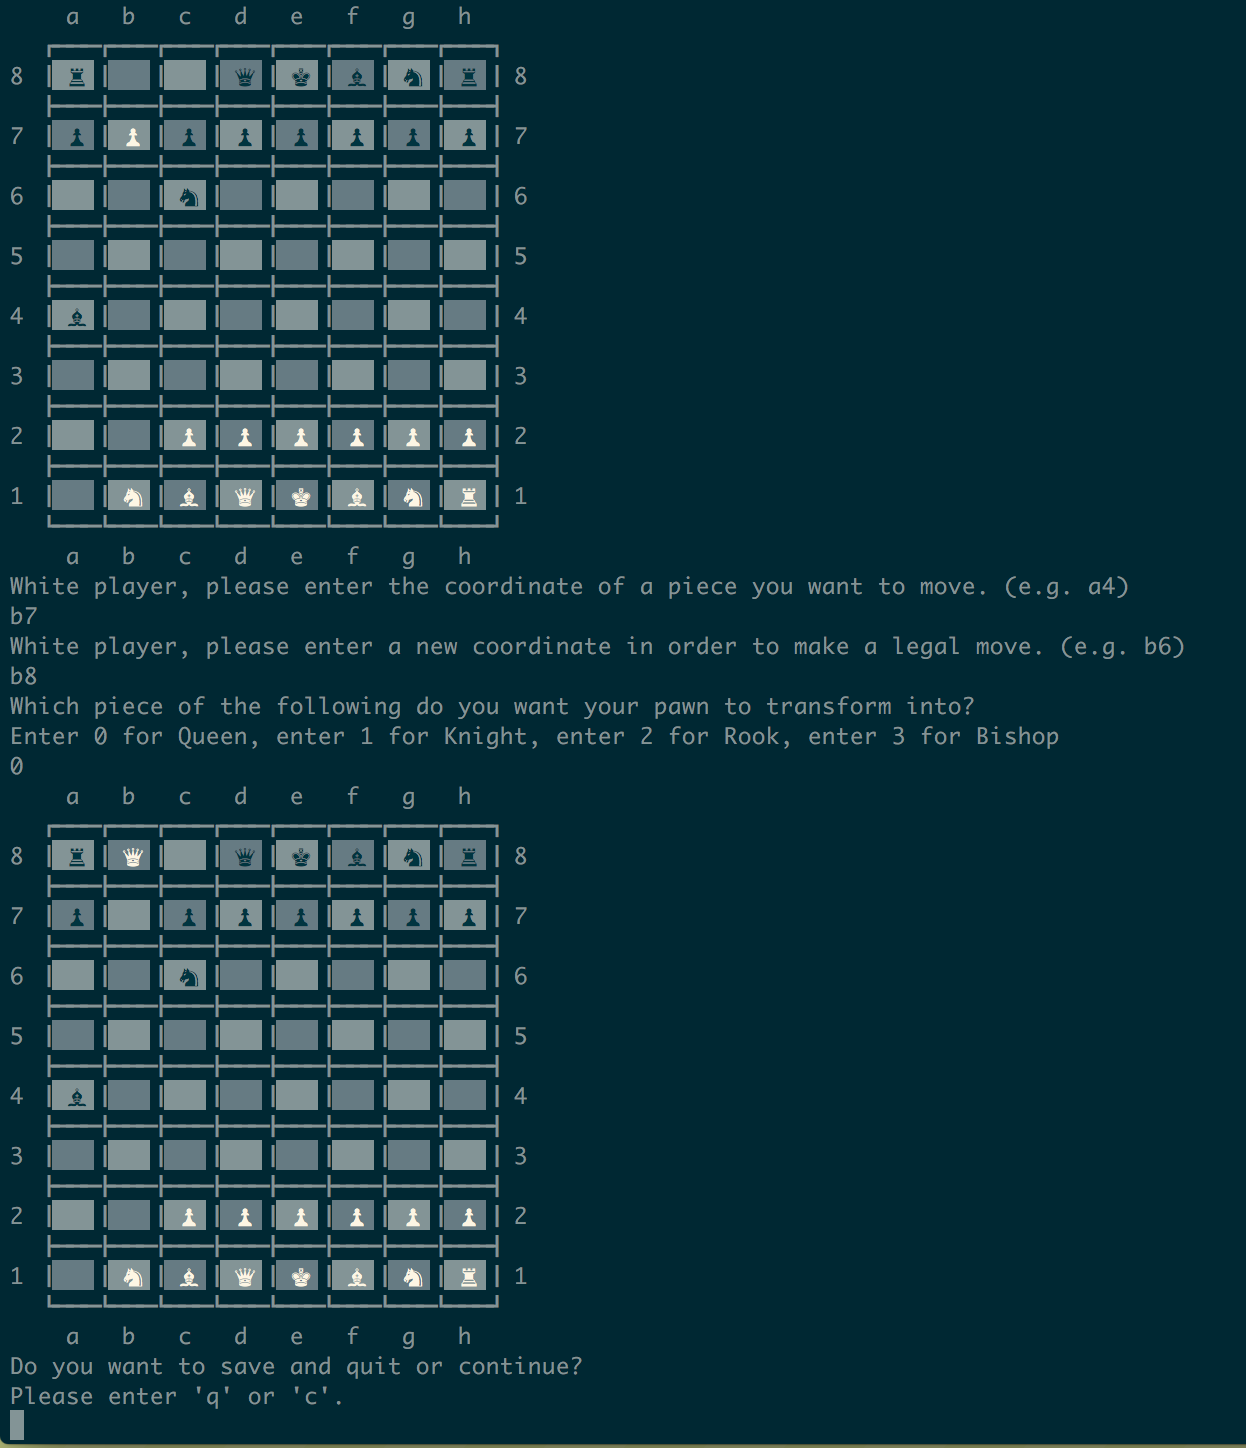 a b c d e f g h
8 ♜ ♛ ♚ ♝ ♞ ♜ 8
7 ♟ ♟ ♟ ♟ ♟ ♟ ♟ ♟ 7
6 ♞ 6
5 5
4 ♝ 4
3 3
2 ♟ ♟ ♟ ♟ ♟ ♟ 2
1 ♞ ♝ ♛ ♚ ♝ ♞ ♜ 1
a b c d e f g h
White player, please enter the coordinate of a piece you want to move. (e.g. a4)
b7
White player, please enter a new coordinate in order to make a legal move. (e.g. b6)
b8
Which piece of the following do you want your pawn to transform into?
Enter 0 for Queen, enter 1 for Knight, enter 2 for Rook, enter 3 for Bishop
0
a b c d e f g h
8 ♜ ♛ ♛ ♚ ♝ ♞ ♜ 8
7 ♟ ♟ ♟ ♟ ♟ ♟ ♟ 7
6 ♞ 6
5 5
4 ♝ 4
3 3
2 ♟ ♟ ♟ ♟ ♟ ♟ 2
1 ♞ ♝ ♛ ♚ ♝ ♞ ♜ 1
a b c d e f g h
Do you want to save and quit or continue?
Please enter 'q' or 'c'.